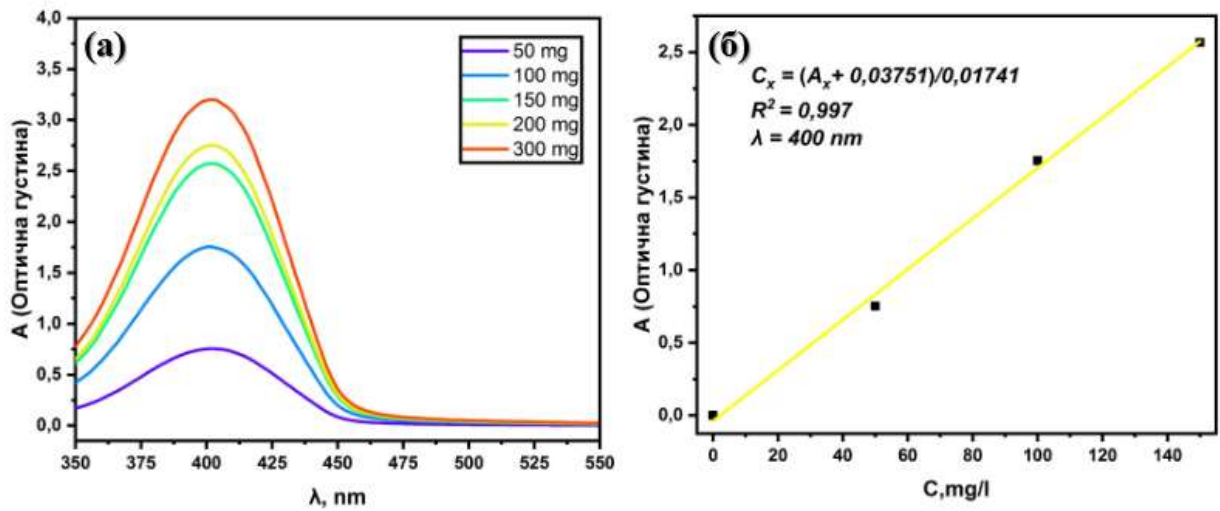 (а)
4,0
3,5
3,0
2,5
2,0
1,5
1,0
0,5
0,0
A (Оптична густина)
50 mg
100 mg
150 mg
200 mg
300 mg
350 375 400 425 450 475 500 525 550
λ, nm
(б)
Cₓ = (Aₓ+ 0,03751)/0,01741
R² = 0,997
λ = 400 nm
2,5
2,0
1,5
1,0
0,5
0,0
A (Оптична густина)
0 20 40 60 80 100 120 140
C,mg/l